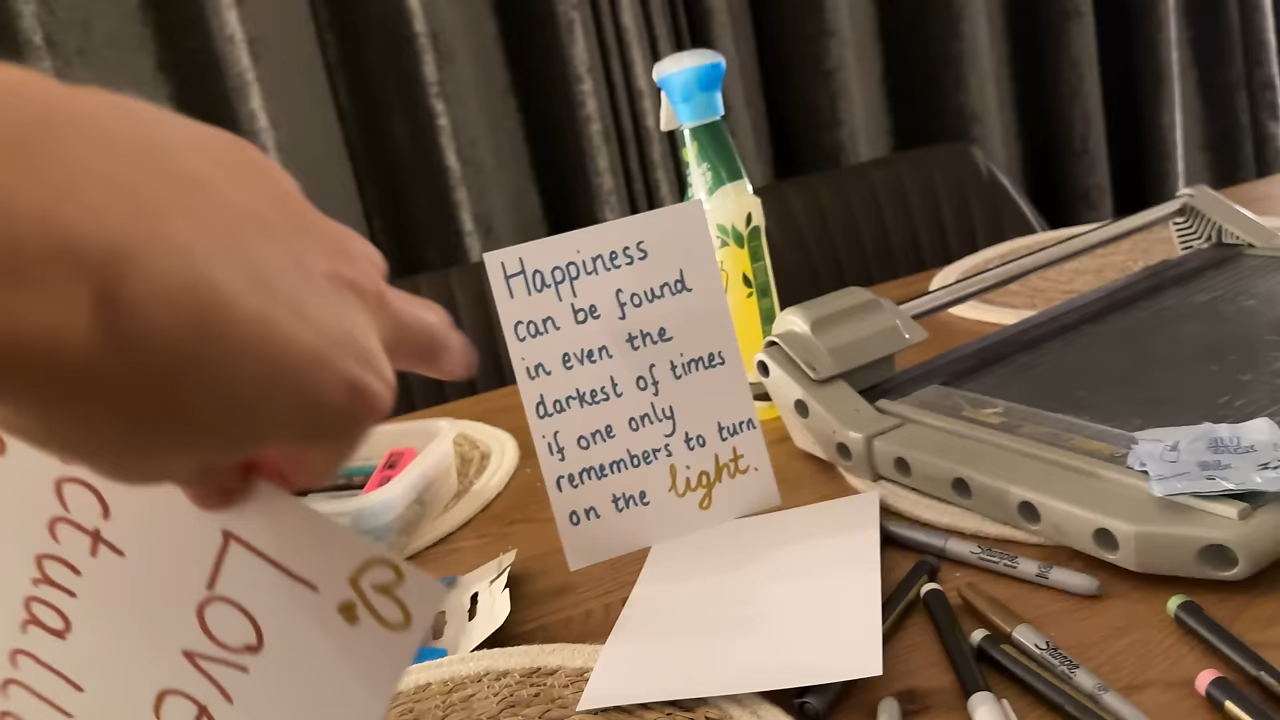 Happiness
can be found
in even the
darkest of times
if one only
remembers to turn
on the light.
Love
ctuall
Sharpie
Sharpie